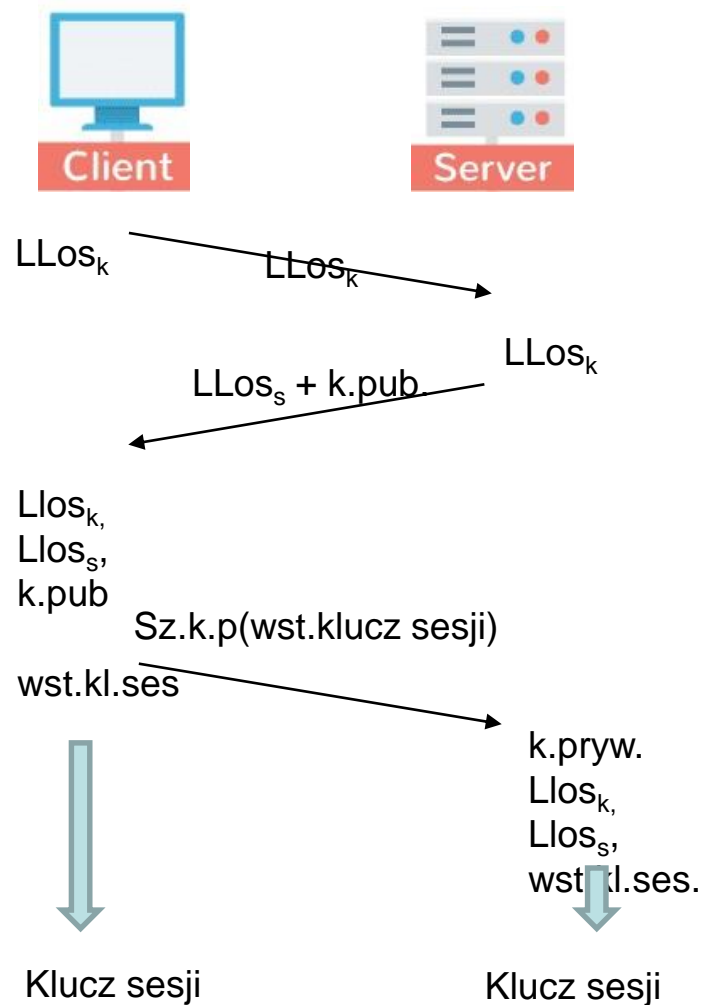 Client
Server
LLosₖ
LLosₖ
LLosₖ
LLosₛ + k.pub.
Llosₖ,
Llosₛ,
k.pub
Sz.k.p(wst.klucz sesji)
wst.kl.ses
k.pryw.
Llosₖ,
Llosₛ,
wst.kl.ses.
Klucz sesji
Klucz sesji